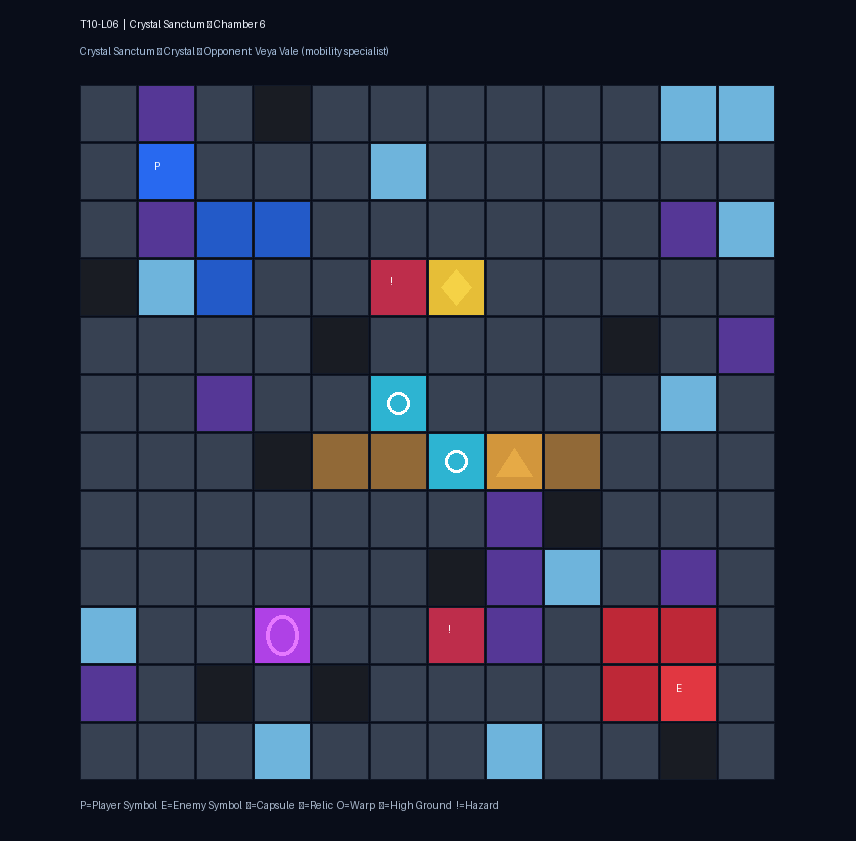 T10-L06 | Crystal Sanctum □ Chamber 6
Crystal Sanctum □ Crystal □ Opponent: Veya Vale (mobility specialist)
P
!
!
E
P=Player Symbol E=Enemy Symbol □=Capsule □=Relic O=Warp □=High Ground !=Hazard